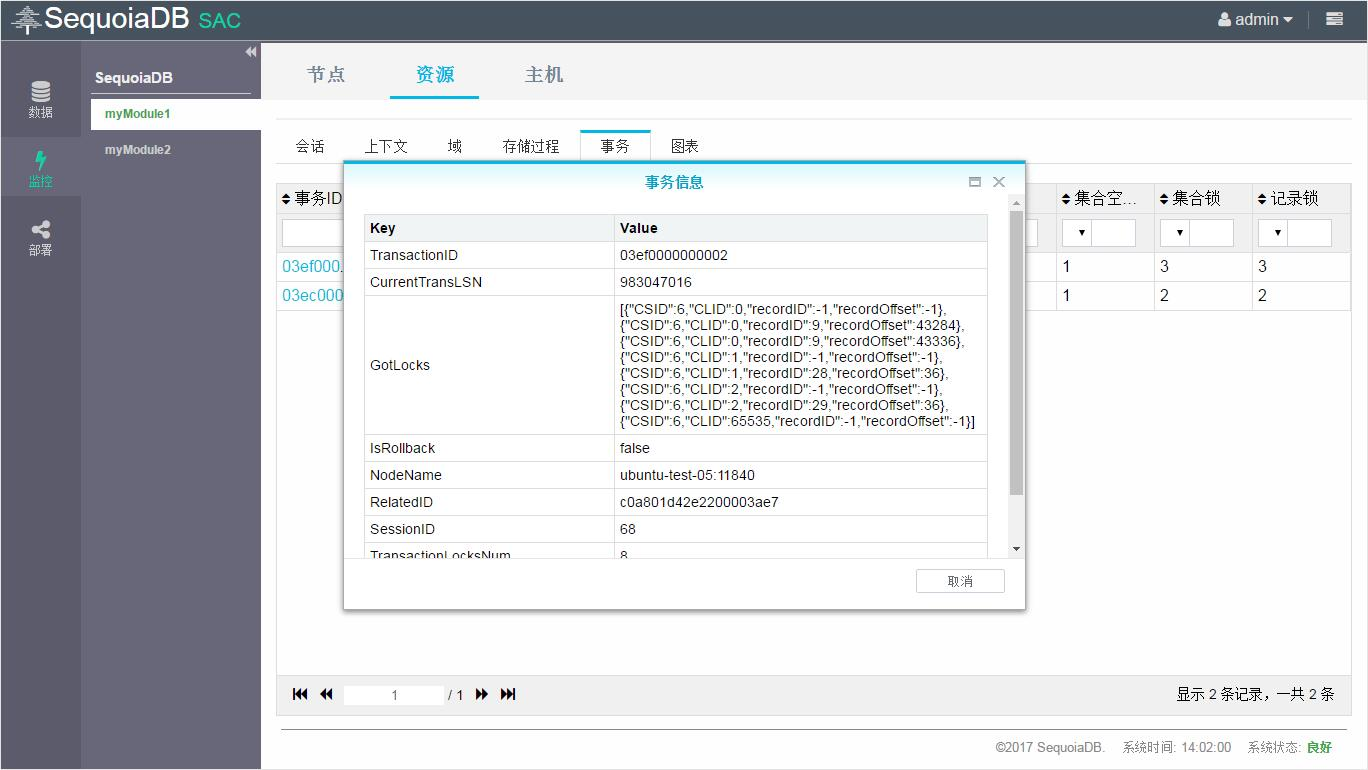 SequoiaDB SAC
admin
数据
监控
部署
SequoiaDB
myModule1
myModule2
节点 资源 主机
会话 上下文 域 存储过程 事务 图表
事务ID 集合空... 集合锁 记录锁
03ef000. 1 3 3
03ec000 1 2 2
事务信息
Key Value
TransactionID 03ef0000000002
CurrentTransLSN 983047016
GotLocks
[{"CSID":6,"CLID":0,"recordID":-1,"recordOffset":-1},
{"CSID":6,"CLID":0,"recordID":9,"recordOffset":43284},
{"CSID":6,"CLID":0,"recordID":9,"recordOffset":43336},
{"CSID":6,"CLID":1,"recordID":-1,"recordOffset":-1},
{"CSID":6,"CLID":1,"recordID":28,"recordOffset":36},
{"CSID":6,"CLID":2,"recordID":-1,"recordOffset":-1},
{"CSID":6,"CLID":2,"recordID":29,"recordOffset":36},
{"CSID":6,"CLID":65535,"recordID":-1,"recordOffset":-1}]
IsRollback false
NodeName ubuntu-test-05:11840
RelatedID c0a801d42e2200003ae7
SessionID 68
TransactionLocksNum 8
取消
1 / 1
显示 2 条记录，一共 2 条
©2017 SequoiaDB. 系统时间: 14:02:00 系统状态: 良好